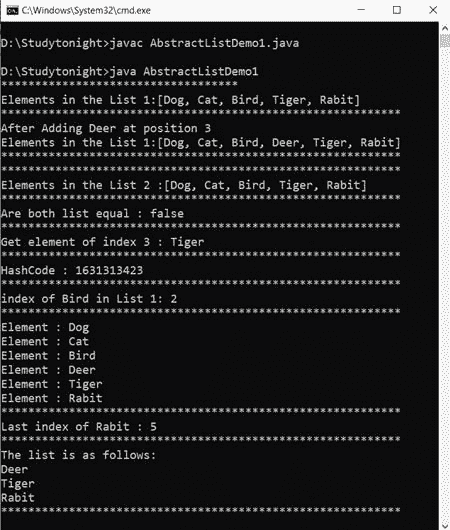 C:\Windows\System32\cmd.exe
D:\Studytonight>javac AbstractListDemo1.java
D:\Studytonight>java AbstractListDemo1
**********************************
Elements in the List 1:[Dog, Cat, Bird, Tiger, Rabit]
*********************************************************
After Adding Deer at position 3
Elements in the List 1:[Dog, Cat, Bird, Deer, Tiger, Rabit]
*********************************************************
*********************************************************
Elements in the List 2 :[Dog, Cat, Bird, Tiger, Rabit]
*********************************************************
Are both list equal : false
*********************************************************
Get element of index 3 : Tiger
*********************************************************
HashCode : 1631313423
*********************************************************
index of Bird in List 1: 2
*********************************************************
Element : Dog
Element : Cat
Element : Bird
Element : Deer
Element : Tiger
Element : Rabit
*********************************************************
Last index of Rabit : 5
*********************************************************
The list is as follows:
Deer
Tiger
Rabit
*********************************************************